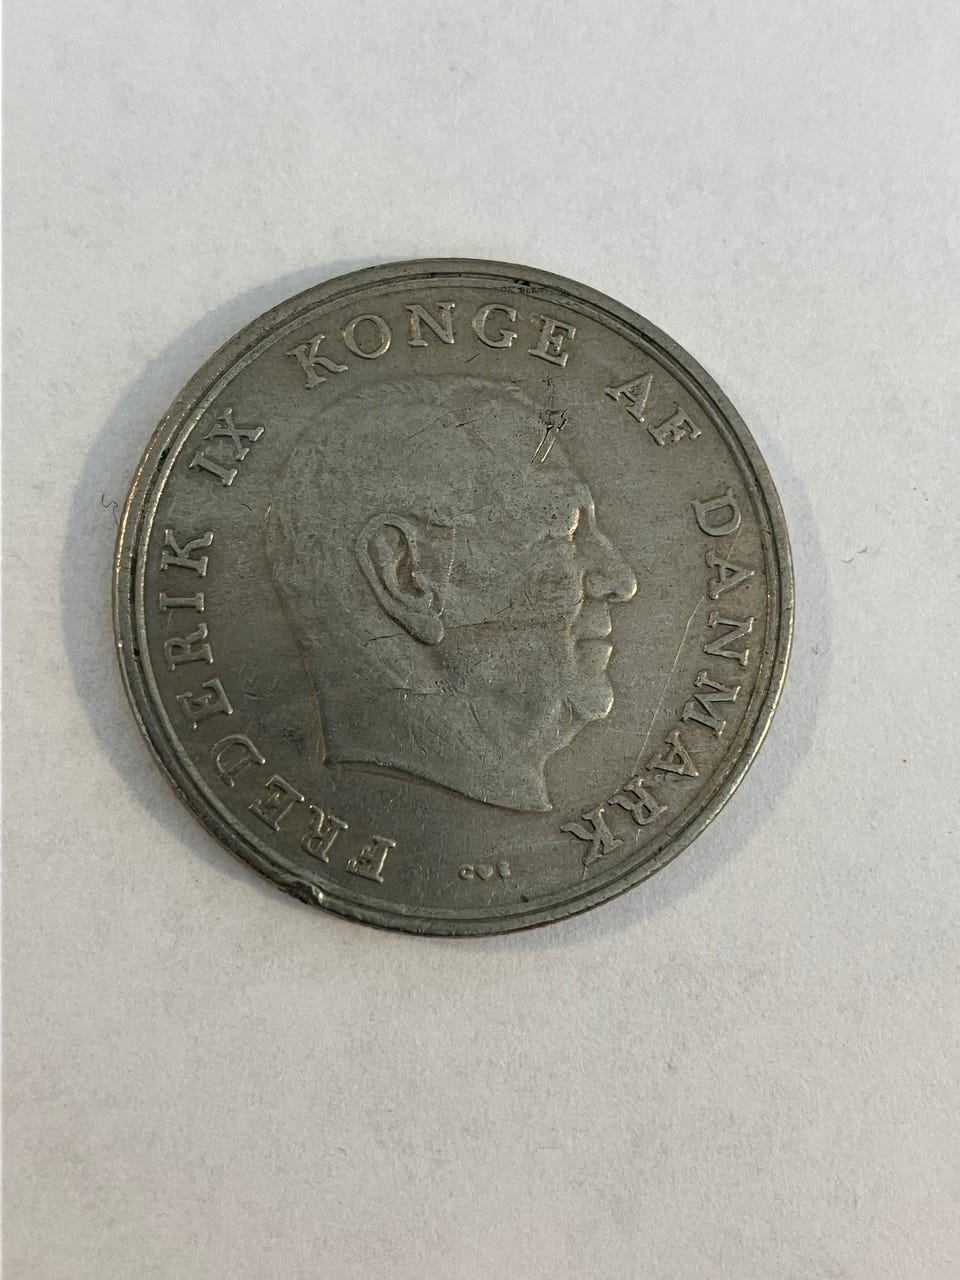 FREDERIK IX KONGE AF DANMARK
C♥S